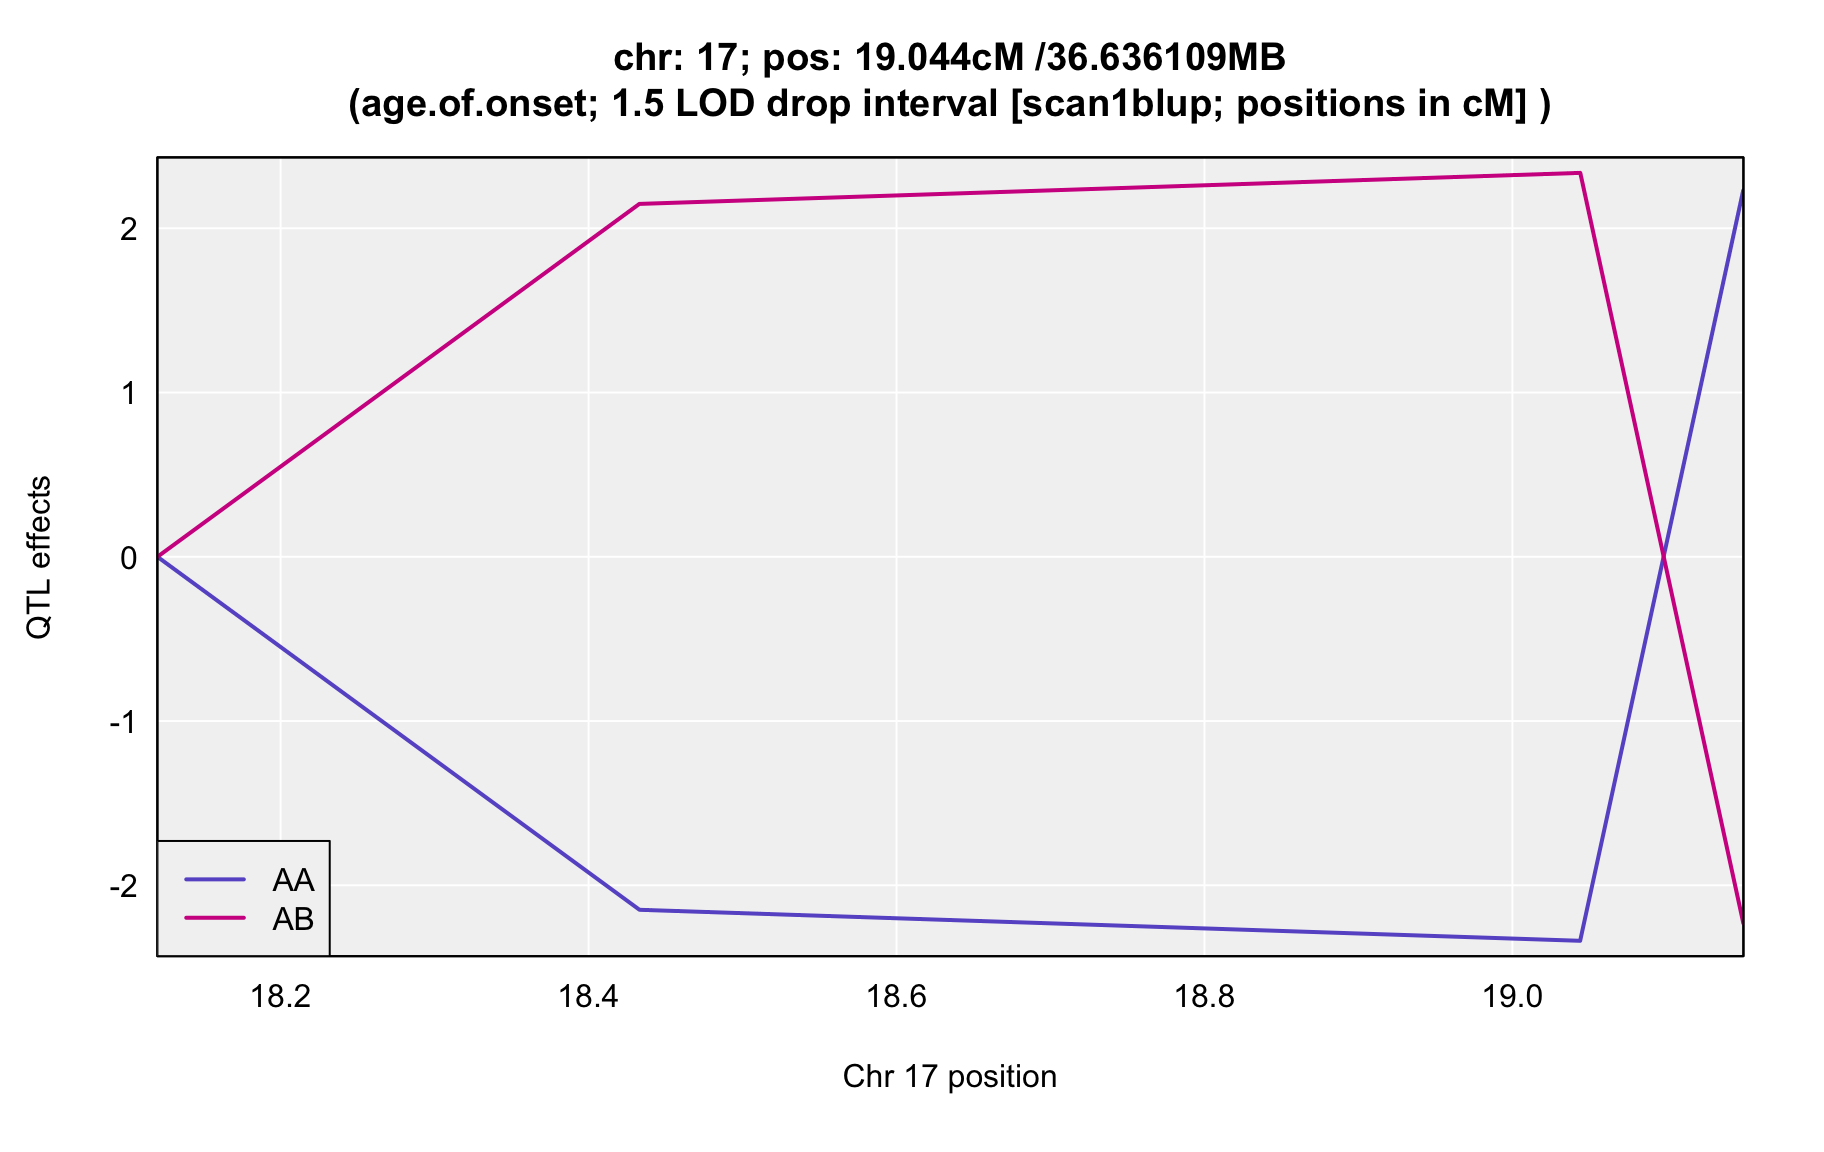 chr: 17; pos: 19.044cM /36.636109MB
(age.of.onset; 1.5 LOD drop interval [scan1blup; positions in cM] )
QTL effects
2
1
0
-1
-2
AA
AB
18.2
18.4
18.6
18.8
19.0
Chr 17 position